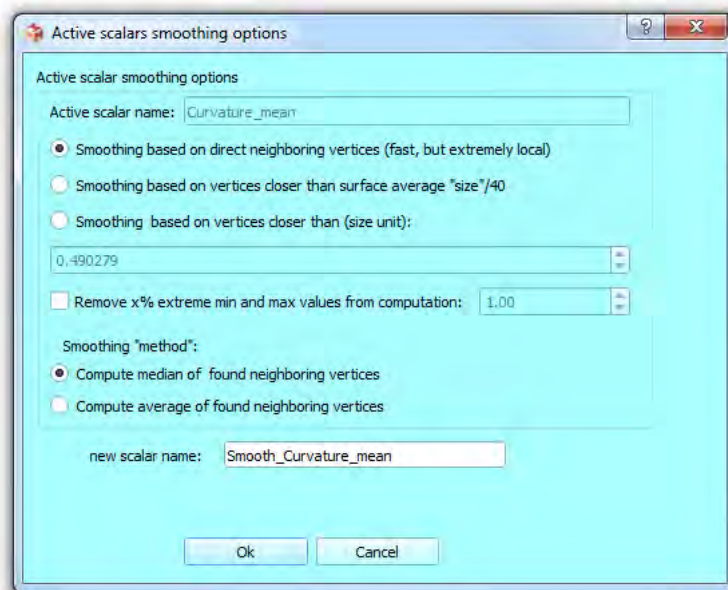 Active scalars smoothing options
Active scalar smoothing options
Active scalar name: Curvature_mean
Smoothing based on direct neighboring vertices (fast, but extremely local)
Smoothing based on vertices closer than surface average "size"/40
Smoothing based on vertices closer than (size unit):
0.490279
Remove x% extreme min and max values from computation: 1.00
Smoothing "method":
Compute median of found neighboring vertices
Compute average of found neighboring vertices
new scalar name: Smooth_Curvature_mean
Ok Cancel